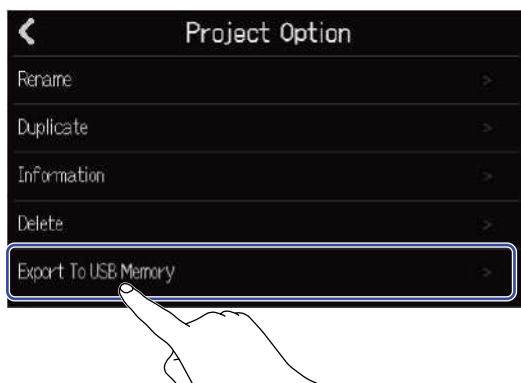 Project Option
Rename
Duplicate
Information
Delete
Export To USB Memory